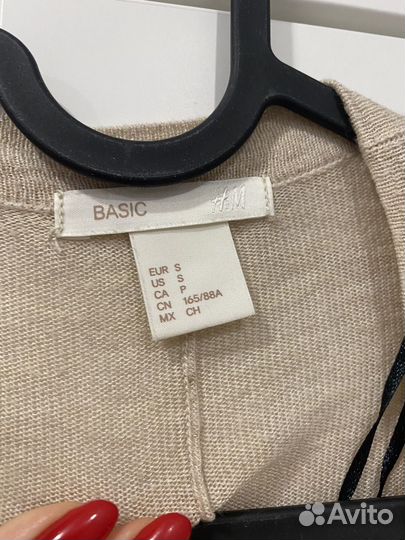 BASIC H&M
EUR S
US S
CA P
CN 165/88A
MX CH
Avito